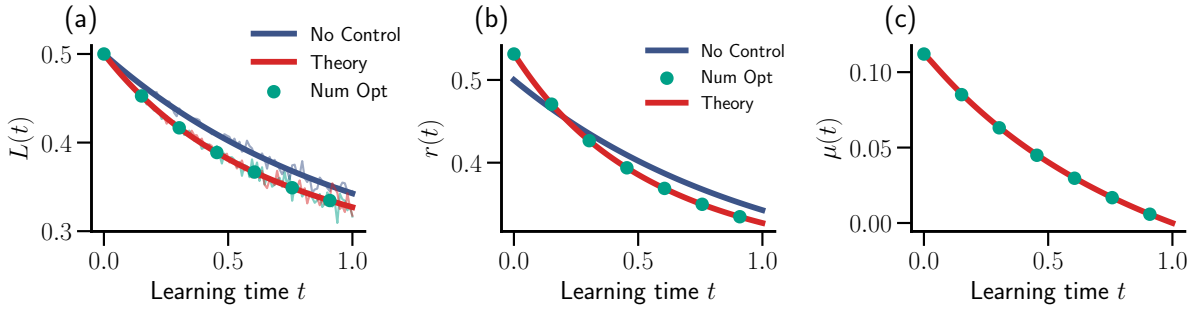 (a)
No Control
Theory
Num Opt
0.5
0.4
0.3
L(t)
0.0
0.5
1.0
Learning time t
(b)
No Control
Num Opt
Theory
0.5
0.4
r(t)
0.0
0.5
1.0
Learning time t
(c)
0.10
0.05
0.00
μ(t)
0.0
0.5
1.0
Learning time t